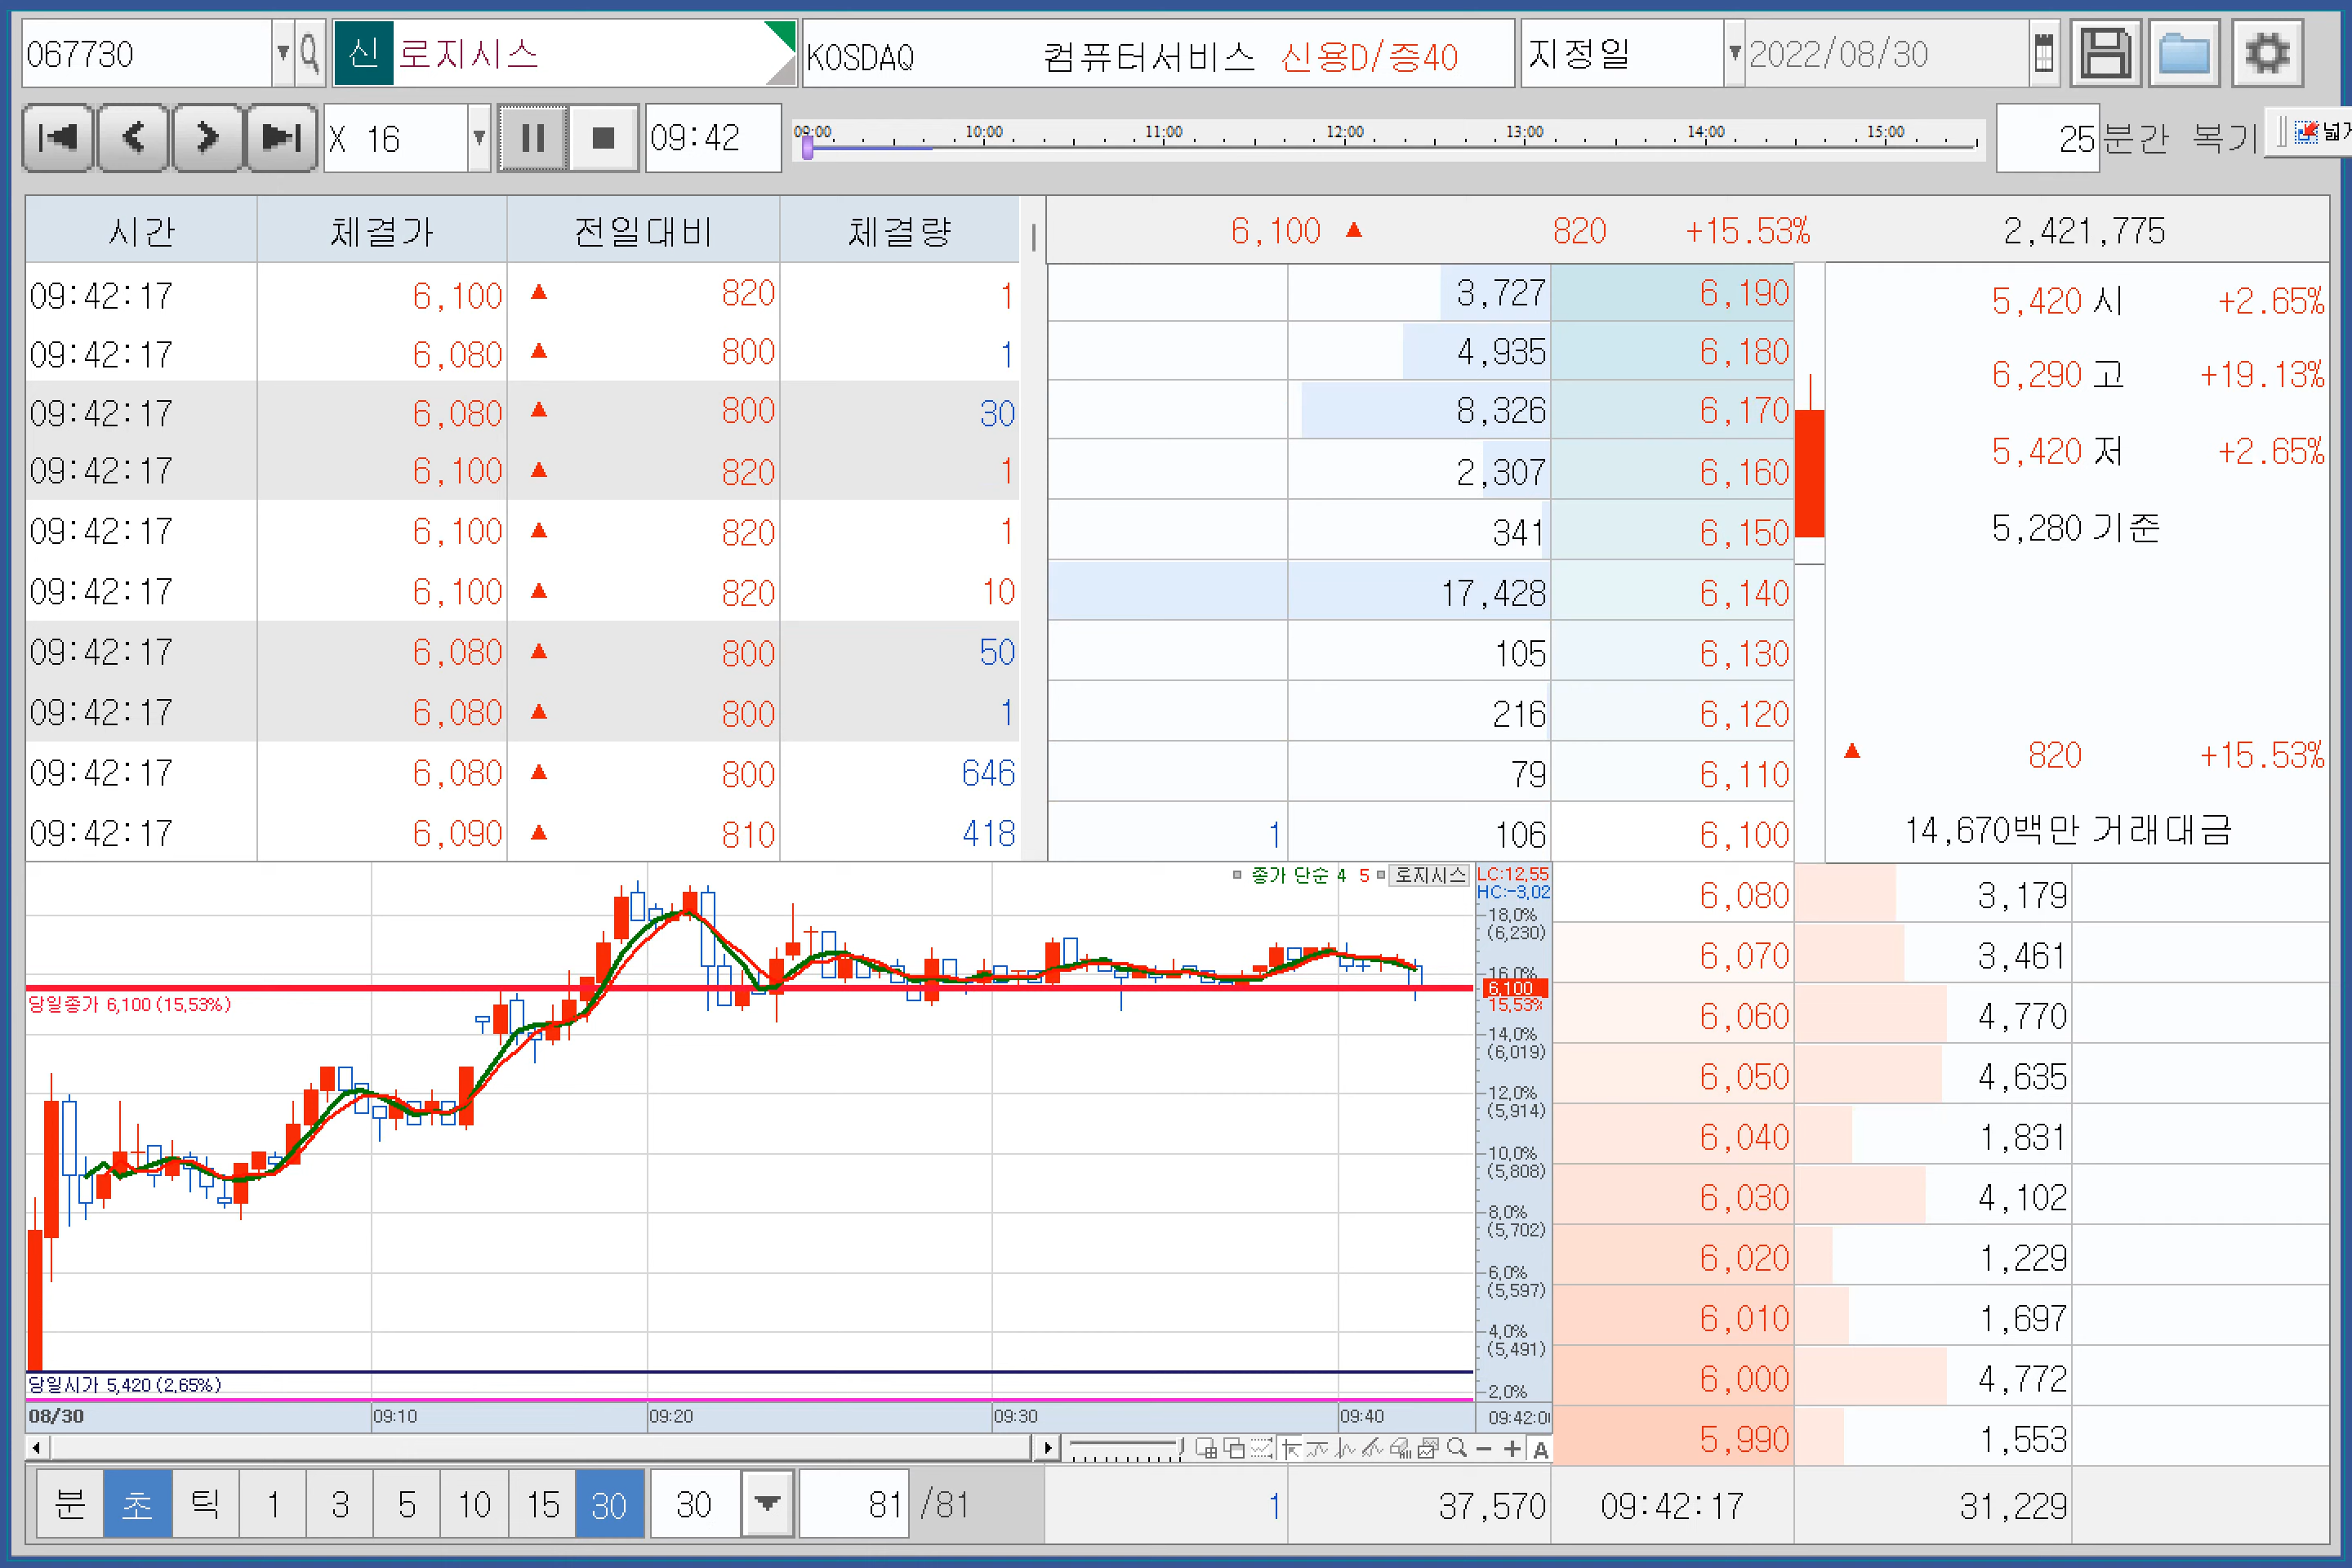 067730 신 로지시스 KOSDAQ 컴퓨터서비스 신용D/증40 지정일 2022/08/30
X 16 09:42 09:00 10:00 11:00 12:00 13:00 14:00 15:00 25 분간 복기
시간 체결가 전일대비 체결량 6,100 ▲ 820 +15.53% 2,421,775
09:42:17 6,100 ▲ 820 1 3,727 6,190 5,420 시 +2.65%
09:42:17 6,080 ▲ 800 1 4,935 6,180
09:42:17 6,080 ▲ 800 30 8,326 6,170 6,290 고 +19.13%
09:42:17 6,100 ▲ 820 1 2,307 6,160 5,420 저 +2.65%
09:42:17 6,100 ▲ 820 1 341 6,150 5,280 기준
09:42:17 6,100 ▲ 820 10 17,428 6,140
09:42:17 6,080 ▲ 800 50 105 6,130
09:42:17 6,080 ▲ 800 1 216 6,120
09:42:17 6,080 ▲ 800 646 79 6,110 ▲ 820 +15.53%
09:42:17 6,090 ▲ 810 418 1 106 6,100 14,670백만 거래대금
종가 단순 4 5 로지시스 LC:12,55
HC:-3,02
18,0%
(6,230)
16,0%
6,100
15,53%
14,0%
(6,019)
12,0%
(5,914)
10,0%
(5,808)
8,0%
(5,702)
6,0%
(5,597)
4,0%
(5,491)
2,0%
당일종가 6,100 (15,53%)
당일시가 5,420 (2,65%)
08/30 09:10 09:20 09:30 09:40 09:42:0
6,080 3,179
6,070 3,461
6,060 4,770
6,050 4,635
6,040 1,831
6,030 4,102
6,020 1,229
6,010 1,697
6,000 4,772
5,990 1,553
A
분 초 틱 1 3 5 10 15 30 30 81 /81 1 37,570 09:42:17 31,229